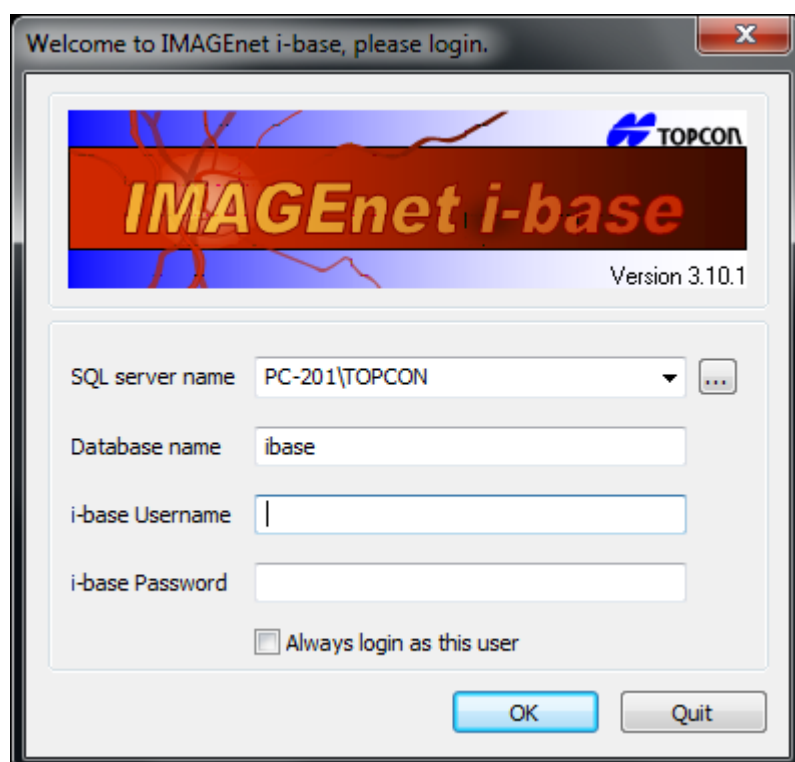 Welcome to IMAGEnet i-base, please login.
TOPCON
IMAGEnet i-base
Version 3.10.1
SQL server name PC-201\TOPCON ...
Database name ibase
i-base Username
i-base Password
Always login as this user
OK Quit